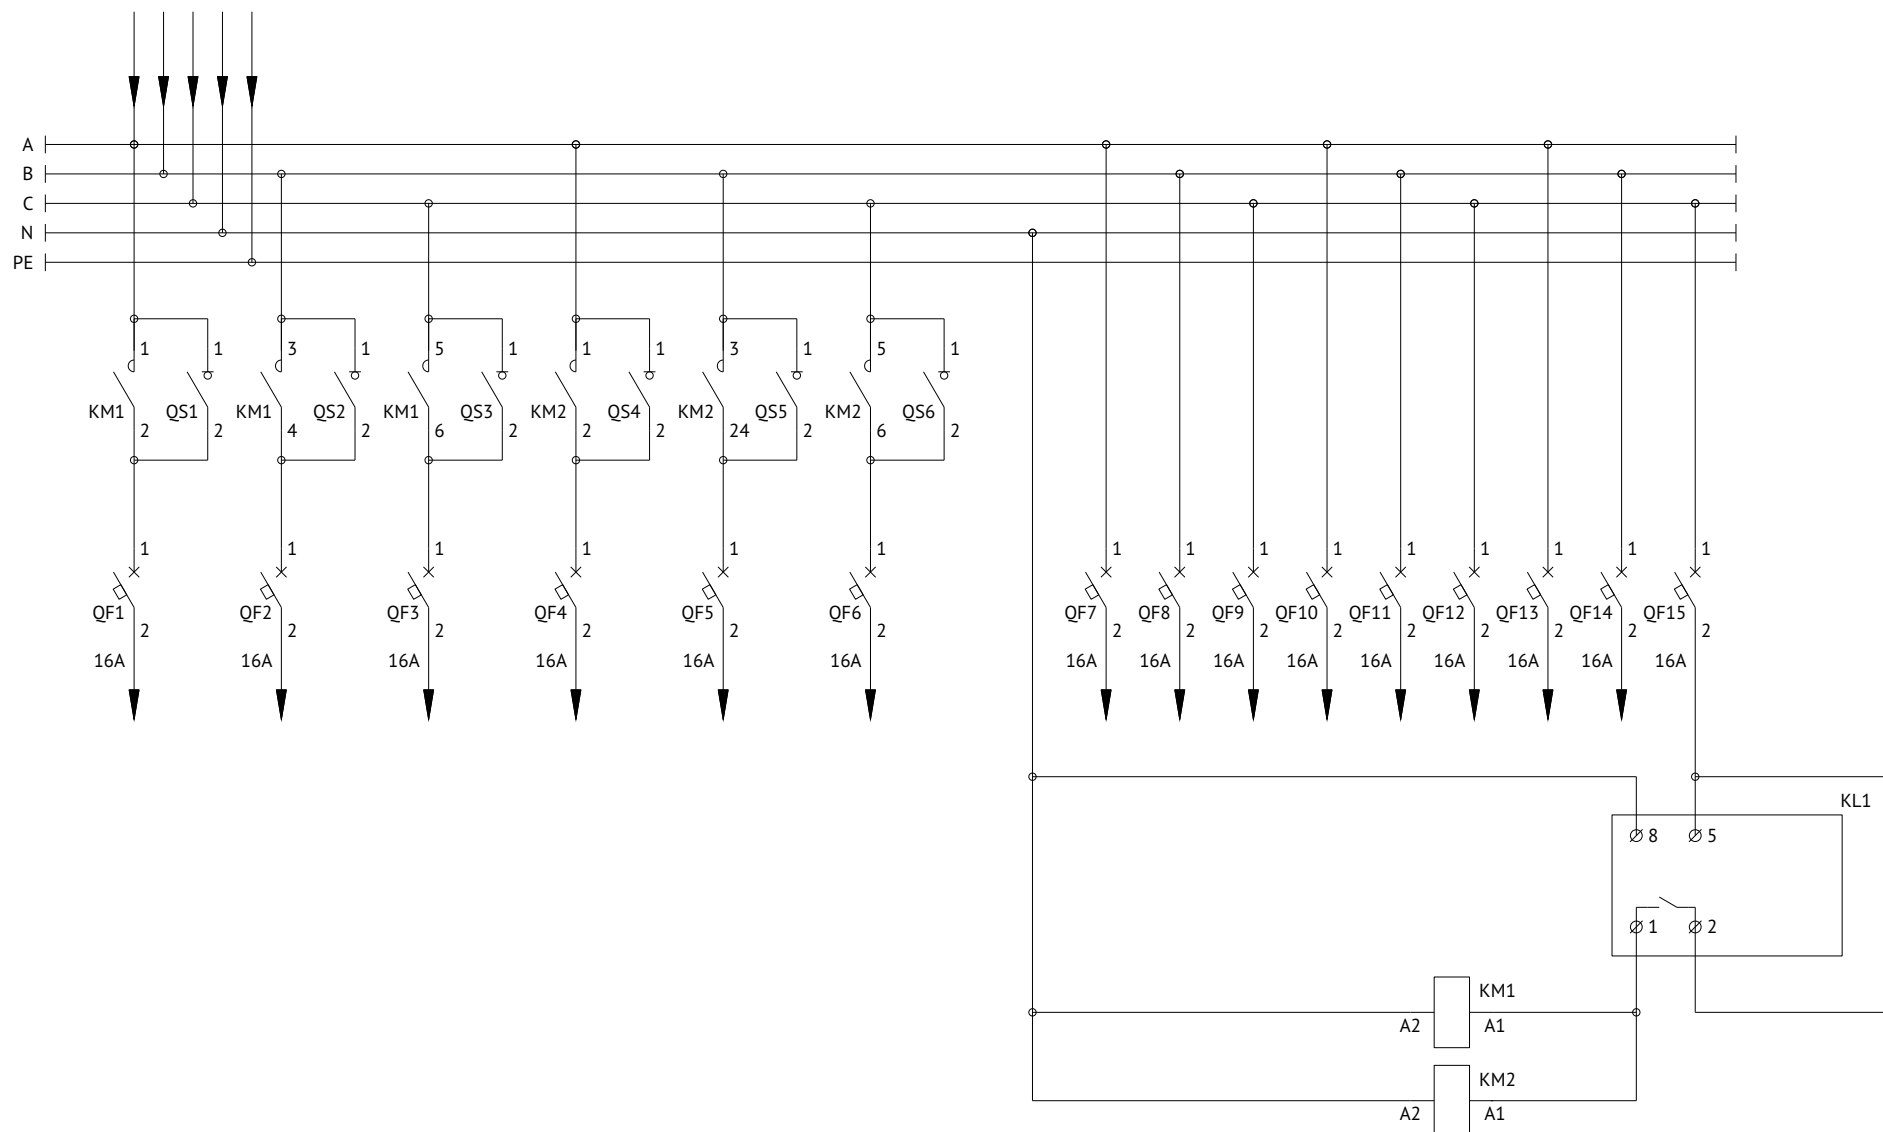 A
B
C
N
PE
1 1 3 1 5 1 1 1 3 1 5 1
KM1 QS1 KM1 QS2 KM1 QS3 KM2 QS4 KM2 QS5 KM2 QS6
2 2 4 2 6 2 2 2 24 2 6 2
1 1 1 1 1 1 1 1 1 1 1 1 1 1 1
QF1 QF2 QF3 QF4 QF5 QF6 QF7 QF8 QF9 QF10 QF11 QF12 QF13 QF14 QF15
2 2 2 2 2 2 2 2 2 2 2 2 2 2 2
16A 16A 16A 16A 16A 16A 16A 16A 16A 16A 16A 16A 16A 16A 16A
KL1
8 5
1 2
KM1
A2 A1
KM2
A2 A1